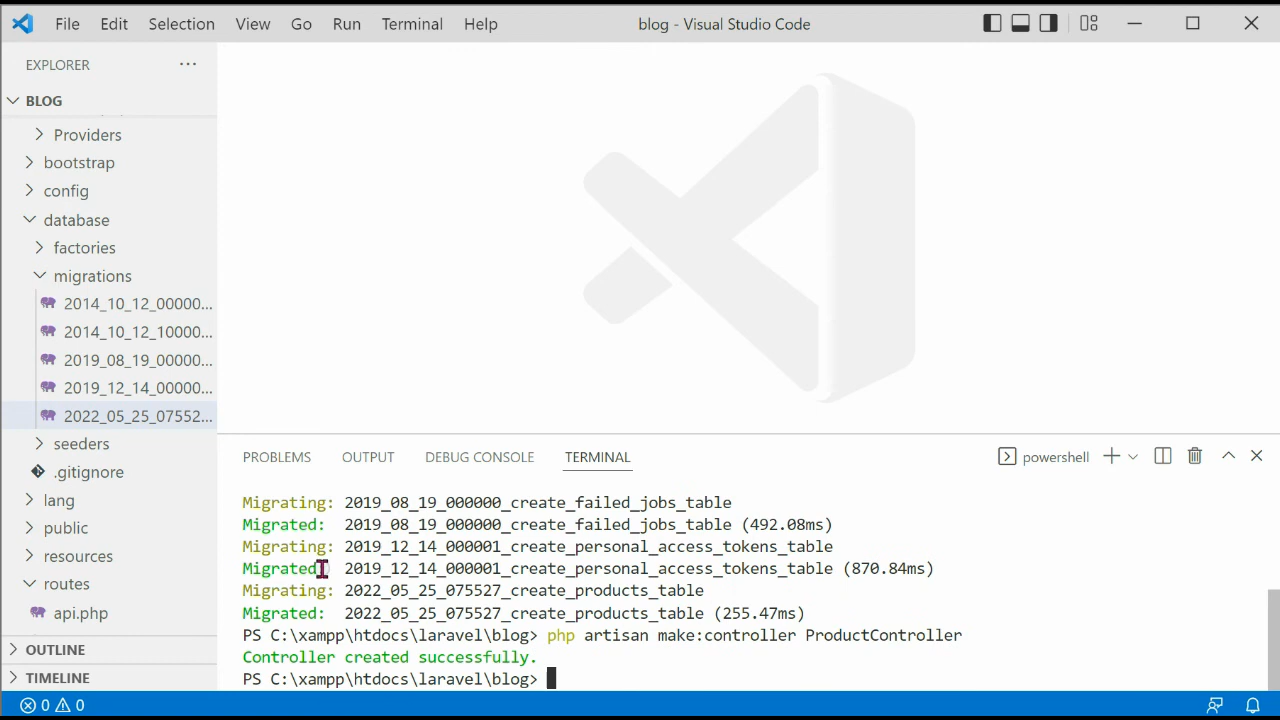 File Edit Selection View Go Run Terminal Help blog - Visual Studio Code
EXPLORER ...
BLOG
Providers
bootstrap
config
database
factories
migrations
2014_10_12_00000...
2014_10_12_10000...
2019_08_19_00000...
2019_12_14_00000...
2022_05_25_07552...
seeders
.gitignore
lang
public
resources
routes
api.php
OUTLINE
TIMELINE
PROBLEMS OUTPUT DEBUG CONSOLE TERMINAL powershell
Migrating: 2019_08_19_000000_create_failed_jobs_table
Migrated: 2019_08_19_000000_create_failed_jobs_table (492.08ms)
Migrating: 2019_12_14_000001_create_personal_access_tokens_table
Migrated: 2019_12_14_000001_create_personal_access_tokens_table (870.84ms)
Migrating: 2022_05_25_075527_create_products_table
Migrated: 2022_05_25_075527_create_products_table (255.47ms)
PS C:\xampp\htdocs\laravel\blog> php artisan make:controller ProductController
Controller created successfully.
PS C:\xampp\htdocs\laravel\blog>
0 0